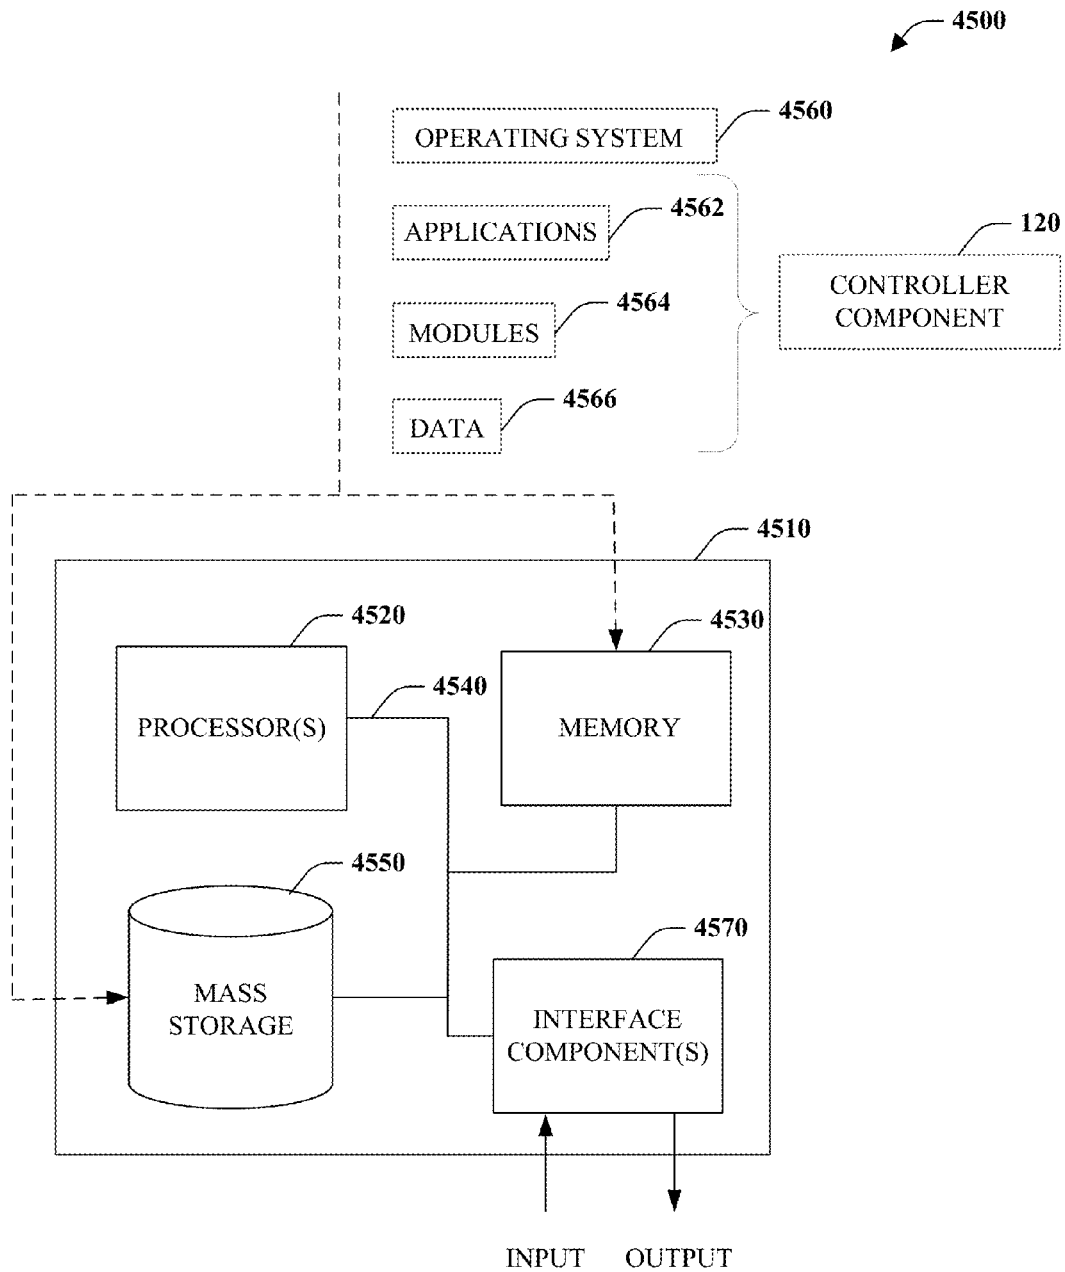 4500
4560
OPERATING SYSTEM
4562
APPLICATIONS
120
CONTROLLER
COMPONENT
4564
MODULES
4566
DATA
4510
4520
PROCESSOR(S)
4540
4530
MEMORY
4550
MASS
STORAGE
4570
INTERFACE
COMPONENT(S)
INPUT
OUTPUT